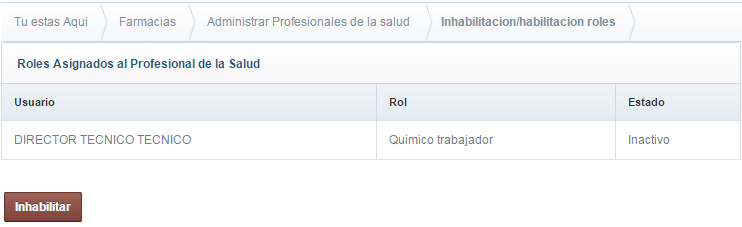 Tu estas Aqui Farmacias Administrar Profesionales de la salud Inhabilitacion/habilitacion roles
Roles Asignados al Profesional de la Salud
Usuario Rol Estado
DIRECTOR TECNICO TECNICO Quimico trabajador Inactivo
Inhabilitar